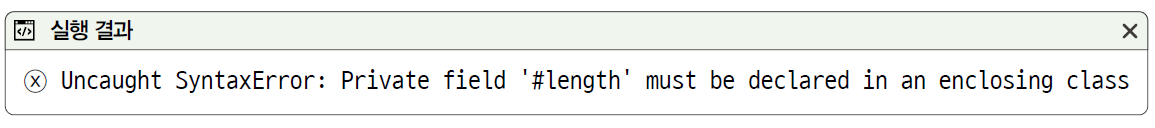 실행 결과
Uncaught SyntaxError: Private field '#length' must be declared in an enclosing class